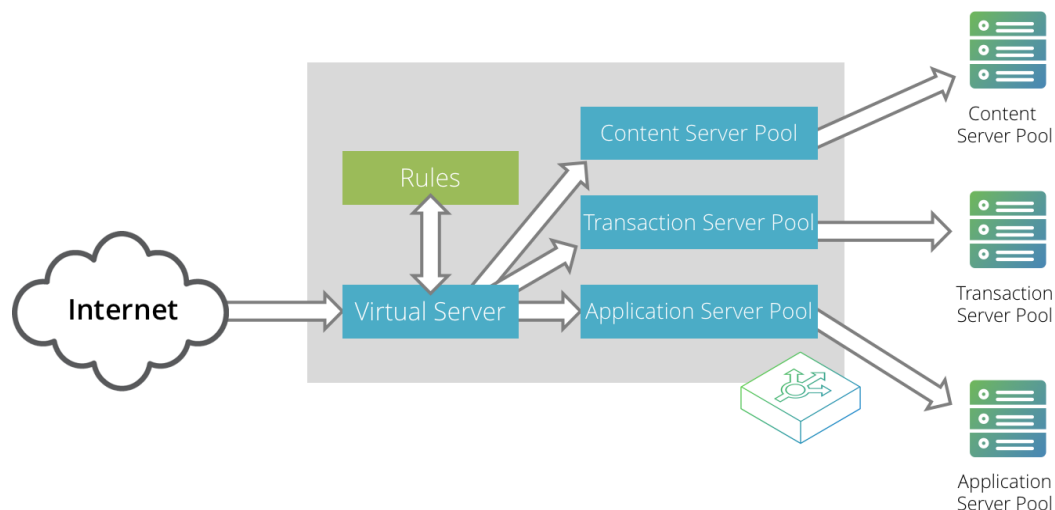 Content
Server Pool
Content Server Pool
Rules
Transaction Server Pool
Internet
Virtual Server
Application Server Pool
Transaction
Server Pool
Application
Server Pool